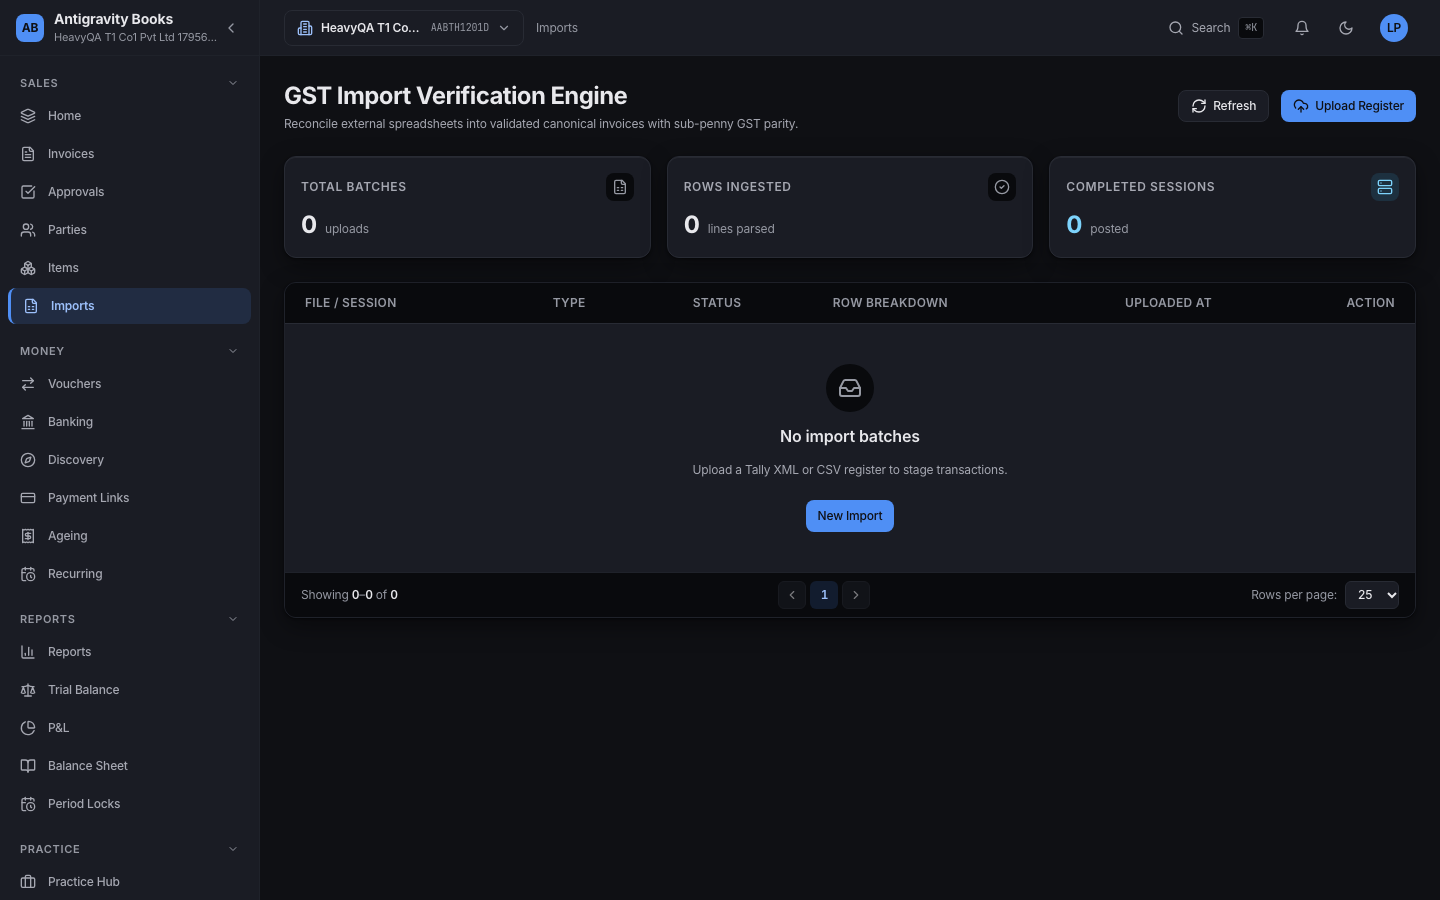 AB
Antigravity Books
HeavyQA T1 Co1 Pvt Ltd 17956...
SALES
Home
Invoices
Approvals
Parties
Items
Imports
MONEY
Vouchers
Banking
Discovery
Payment Links
Ageing
Recurring
REPORTS
Reports
Trial Balance
P&L
Balance Sheet
Period Locks
PRACTICE
Practice Hub
HeavyQA T1 Co... AABTH1201D
Imports
Search ⌘K
LP
GST Import Verification Engine
Reconcile external spreadsheets into validated canonical invoices with sub-penny GST parity.
Refresh
Upload Register
TOTAL BATCHES
0 uploads
ROWS INGESTED
0 lines parsed
COMPLETED SESSIONS
0 posted
FILE / SESSION TYPE STATUS ROW BREAKDOWN UPLOADED AT ACTION
No import batches
Upload a Tally XML or CSV register to stage transactions.
New Import
Showing 0–0 of 0
1
Rows per page: 25